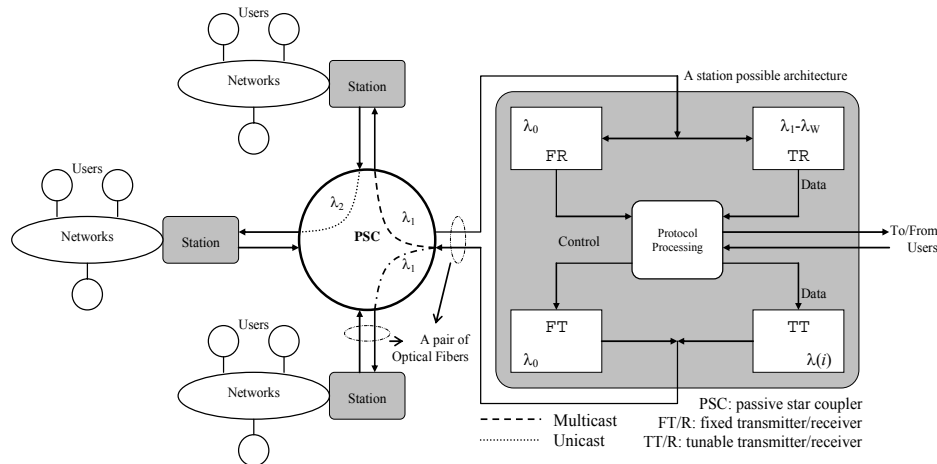 Users
Networks
Station
A station possible architecture
λ0
FR
λ1-λW
TR
Data
Users
Networks
Station
λ2
PSC
λ1
λ1
Control
Protocol
Processing
To/From
Users
Data
FT
λ0
TT
λ(i)
A pair of
Optical Fibers
Users
Networks
Station
Multicast
Unicast
PSC: passive star coupler
FT/R: fixed transmitter/receiver
TT/R: tunable transmitter/receiver